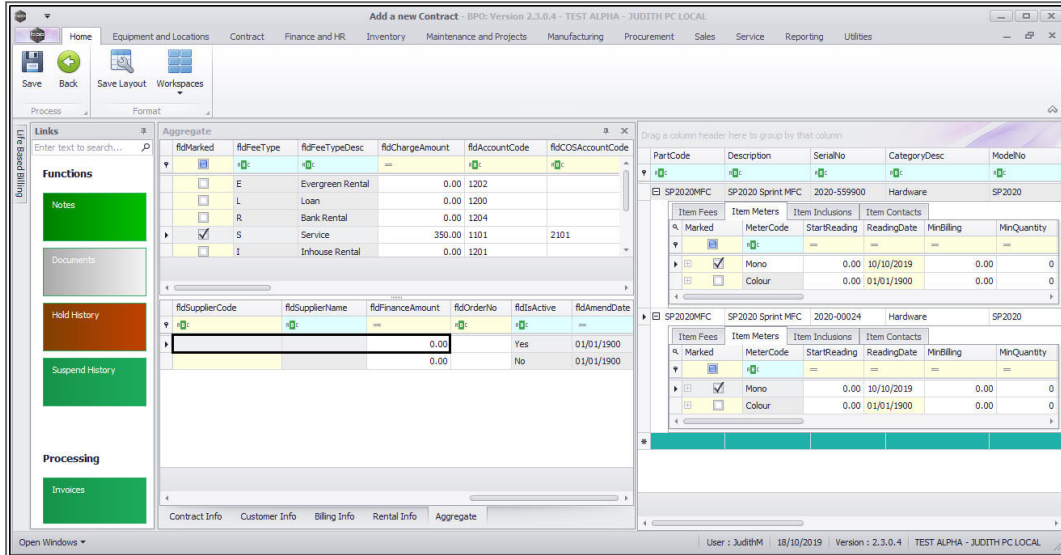 Add a new Contract - BPO: Version 2.3.0.4 - TEST ALPHA - JUDITH PC LOCAL
Home Equipment and Locations Contract Finance and HR Inventory Maintenance and Projects Manufacturing Procurement Sales Service Reporting Utilities
Save Back Save Layout Workspaces
Process Format
Life Based Billing
Links
Enter text to search...
Functions
Notes
Documents
Hold History
Suspend History
Processing
Invoices
Aggregate
fldMarked fldFeeType fldFeeTypeDesc fldChargeAmount fldAccountCode fldCOSAccountCode
E Evergreen Rental 0.00 1202
L Loan 0.00 1200
R Bank Rental 0.00 1204
S Service 350.00 1101 2101
I Inhouse Rental 0.00 1201
fldSupplierCode fldSupplierName fldFinanceAmount fldOrderNo fldIsActive fldAmendDate
0.00 Yes 01/01/1900
0.00 No 01/01/1900
Contract Info Customer Info Billing Info Rental Info Aggregate
Drag a column header here to group by that column
PartCode Description SerialNo CategoryDesc ModelNo
SP2020MFC SP2020 Sprint MFC 2020-559900 Hardware SP2020
Item Fees Item Meters Item Inclusions Item Contacts
Marked MeterCode StartReading ReadingDate MinBilling MinQuantity
Mono 0.00 10/10/2019 0.00 0
Colour 0.00 01/01/1900 0.00 0
SP2020MFC SP2020 Sprint MFC 2020-00024 Hardware SP2020
Item Fees Item Meters Item Inclusions Item Contacts
Marked MeterCode StartReading ReadingDate MinBilling MinQuantity
Mono 0.00 10/10/2019 0.00 0
Colour 0.00 01/01/1900 0.00 0
Open Windows User : JudithM 18/10/2019 Version : 2.3.0.4 TEST ALPHA - JUDITH PC LOCAL